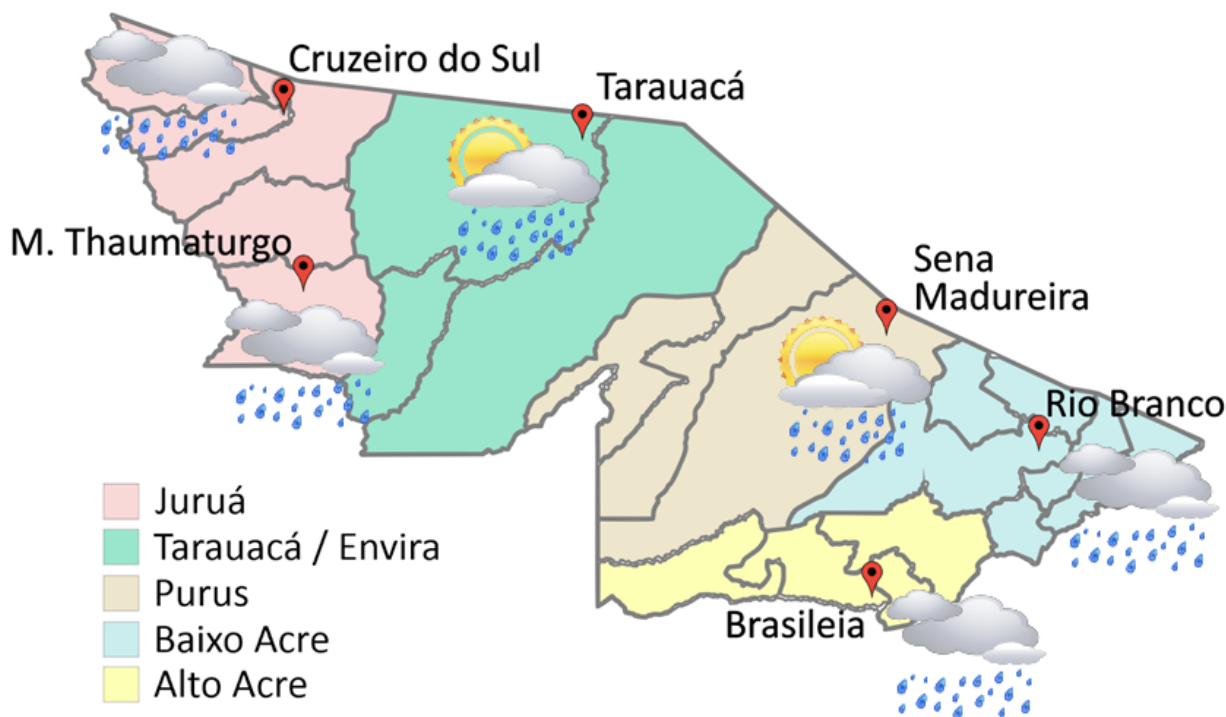 Cruzeiro do Sul
Tarauacá
M. Thaumaturgo
Sena
Madureira
Rio Branco
Brasileia
Juruá
Tarauacá / Envira
Purus
Baixo Acre
Alto Acre